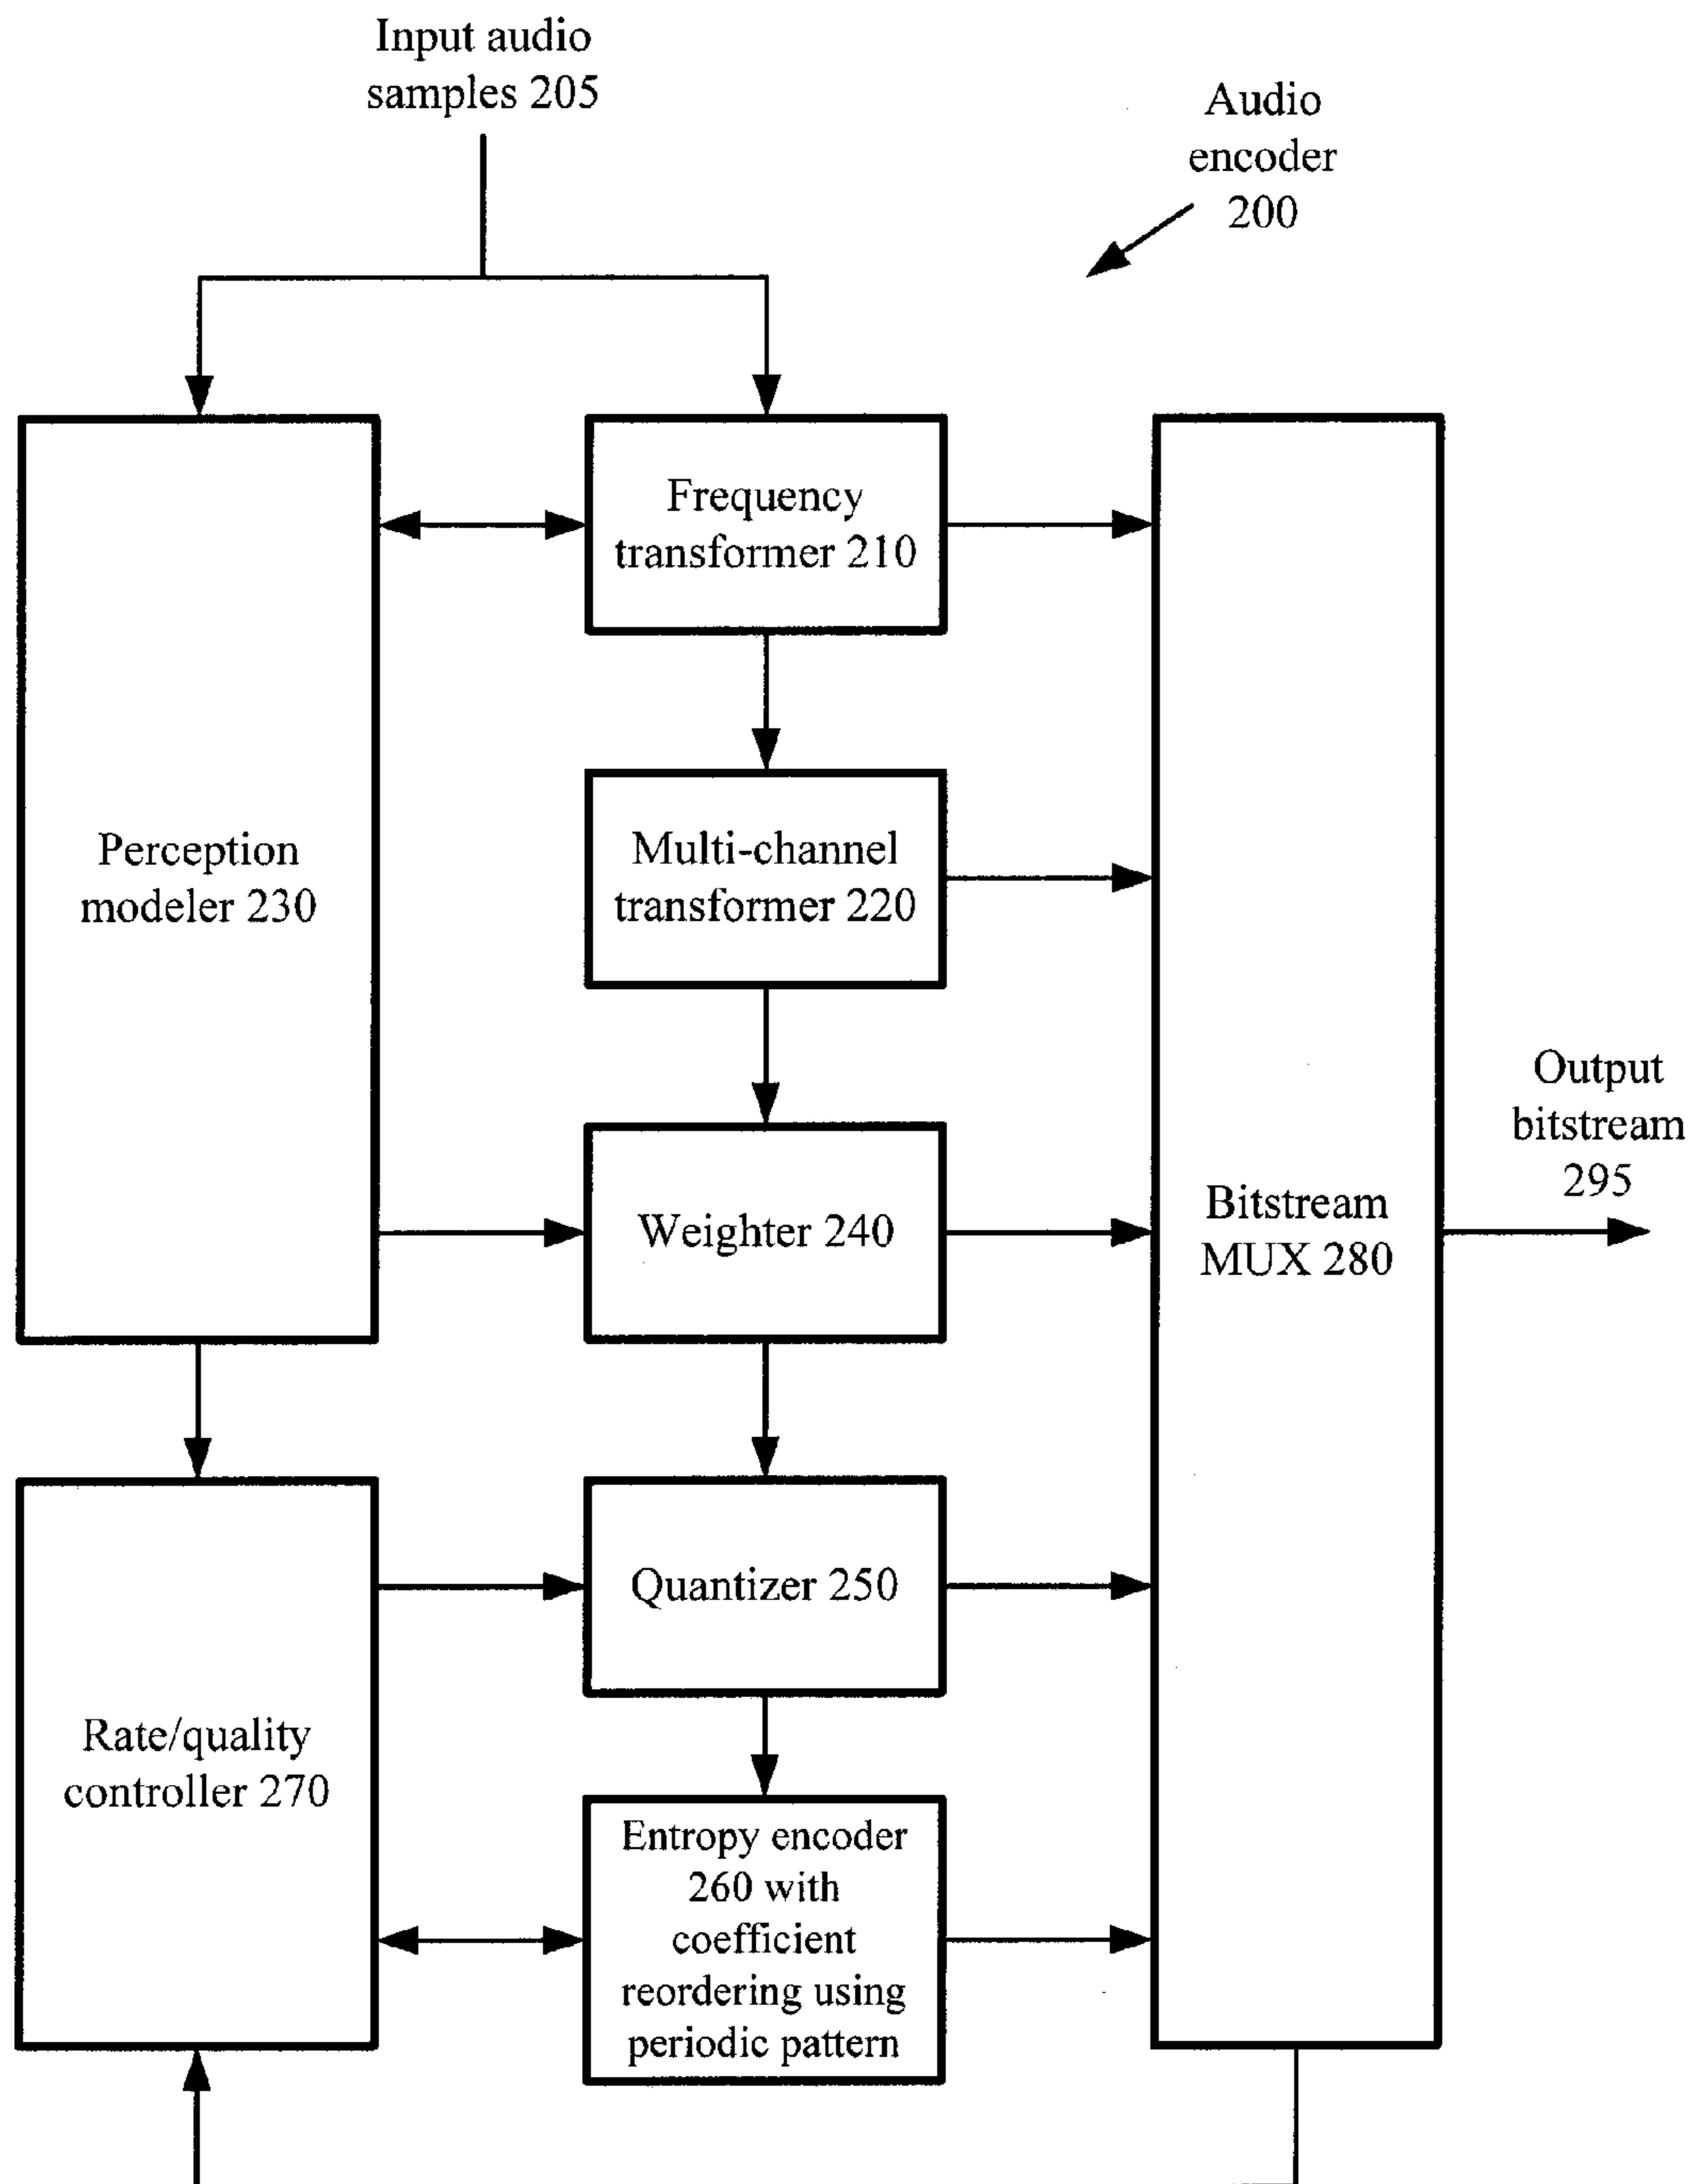 Input audio
samples 205
Audio
encoder
200
Frequency
transformer 210
Perception
modeler 230
Multi-channel
transformer 220
Output
bitstream
295
Weighter 240
Bitstream
MUX 280
Quantizer 250
Rate/quality
controller 270
Entropy encoder
260 with
coefficient
reordering using
periodic pattern